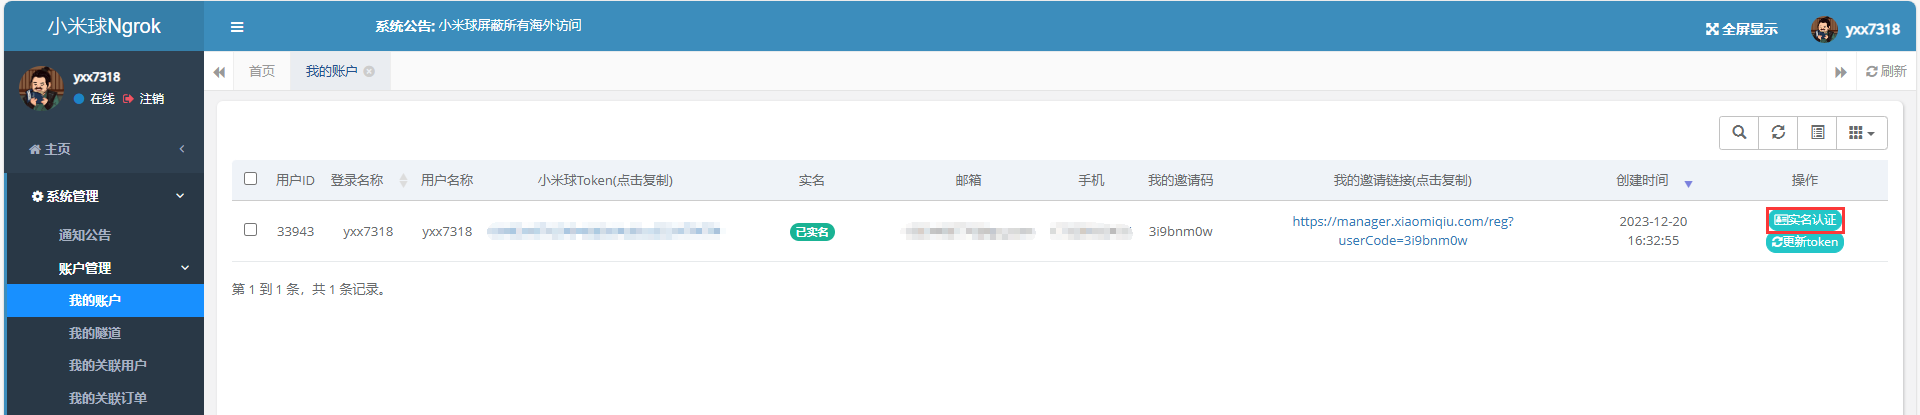 小米球Ngrok
系统公告: 小米球屏蔽所有海外访问
全屏显示
yxx7318
yxx7318
在线 注销
首页
我的账户
刷新
主页
系统管理
通知公告
账户管理
我的账户
我的隧道
我的关联用户
我的关联订单
用户ID 登录名称 用户名称 小米球Token(点击复制) 实名 邮箱 手机 我的邀请码 我的邀请链接(点击复制) 创建时间 操作
33943 yxx7318 yxx7318 已实名 3i9bnm0w
https://manager.xiaomiqiu.com/reg?
userCode=3i9bnm0w
2023-12-20
16:32:55
实名认证
更新token
第 1 到 1 条，共 1 条记录。